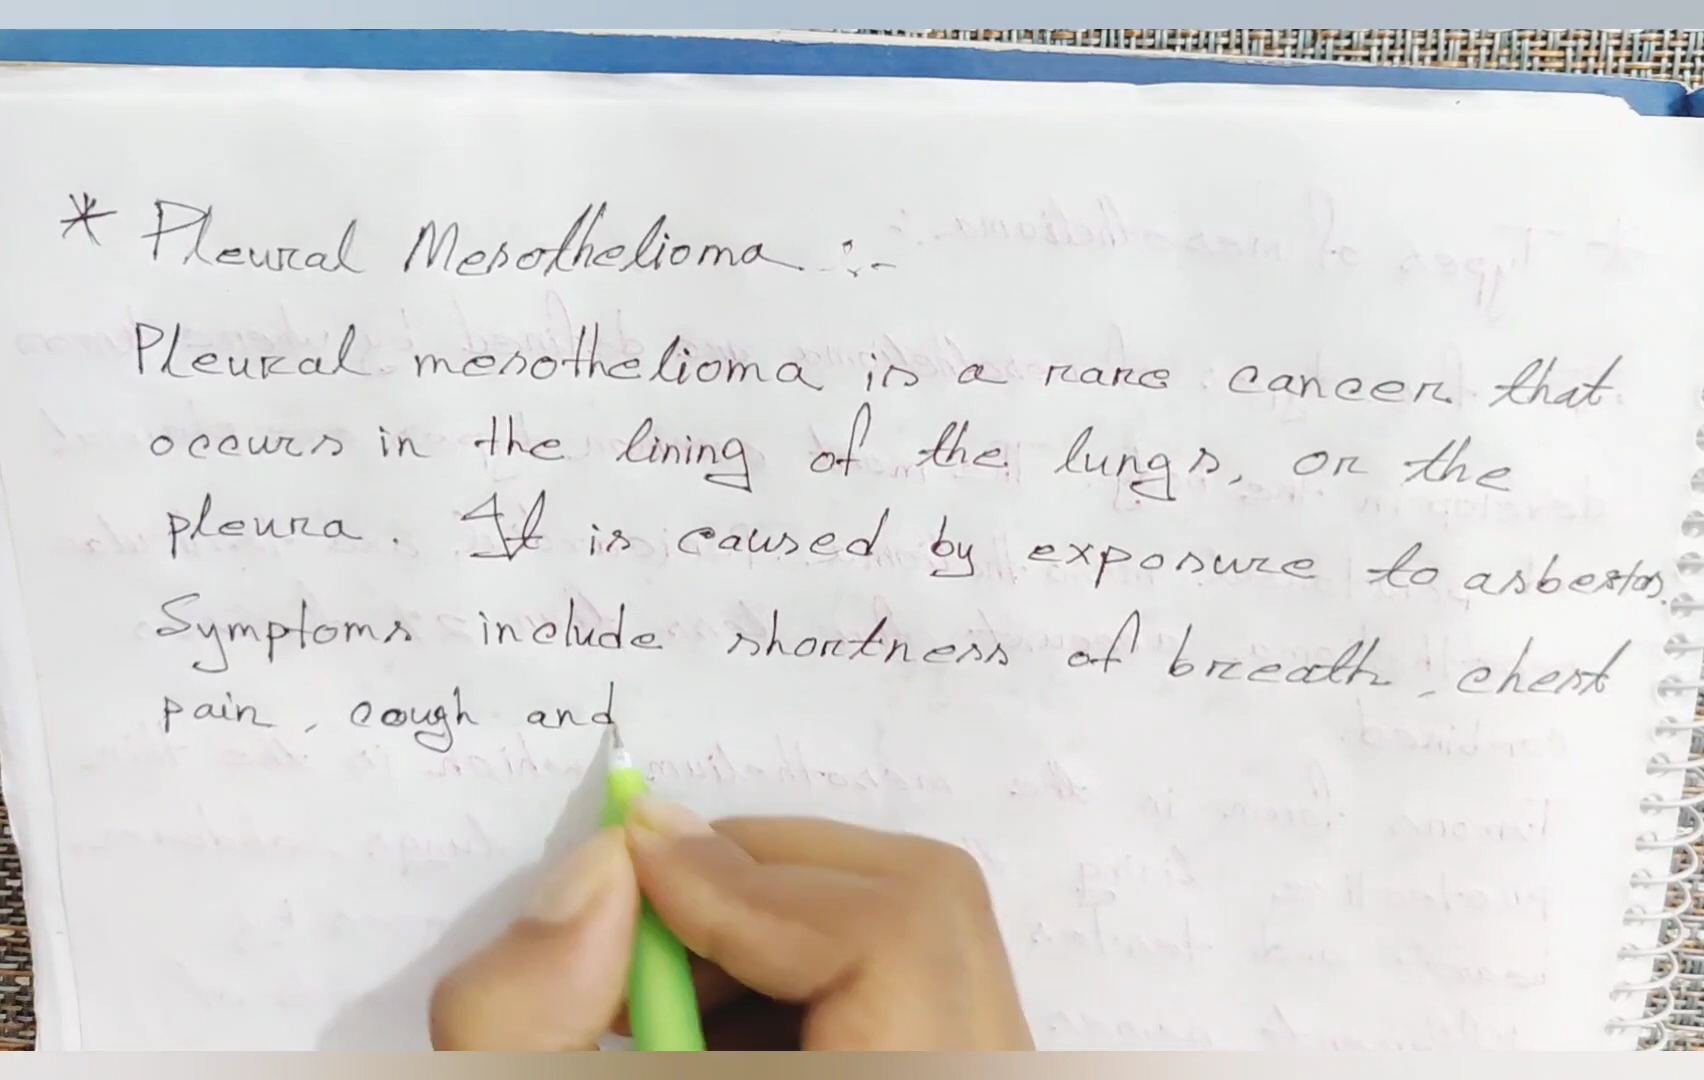 * Pleural Mesothelioma :-
Pleural mesothelioma is a rare cancer that
occurs in the lining of the lungs, or the
pleura. It is caused by exposure to asbestos.
Symptoms include shortness of breath, chest
pain, cough and